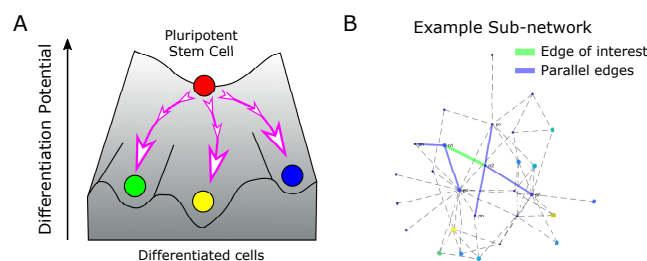 A
Pluripotent
Stem Cell
Differentiation Potential
Differentiated cells
B
Example Sub-network
Edge of interest
Parallel edges